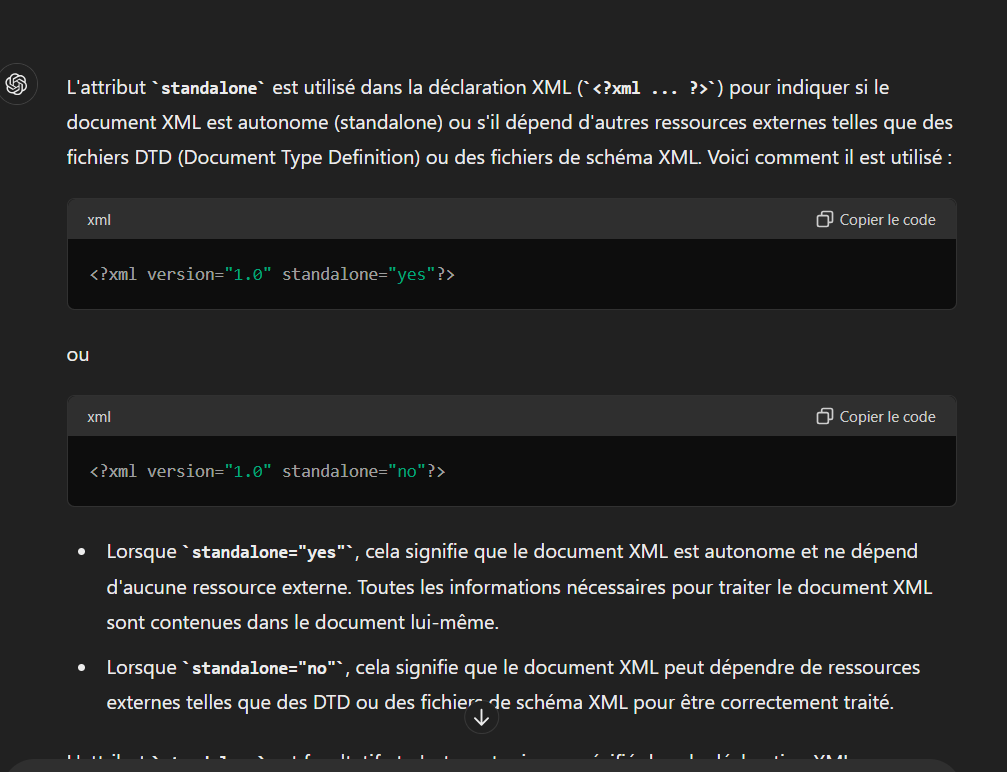 L'attribut `standalone` est utilisé dans la déclaration XML (`<?xml ... ?>`) pour indiquer si le
document XML est autonome (standalone) ou s'il dépend d'autres ressources externes telles que des
fichiers DTD (Document Type Definition) ou des fichiers de schéma XML. Voici comment il est utilisé :
xml
Copier le code
<?xml version="1.0" standalone="yes"?>
ou
xml
Copier le code
<?xml version="1.0" standalone="no"?>
Lorsque `standalone="yes"`, cela signifie que le document XML est autonome et ne dépend
d'aucune ressource externe. Toutes les informations nécessaires pour traiter le document XML
sont contenues dans le document lui-même.
Lorsque `standalone="no"`, cela signifie que le document XML peut dépendre de ressources
externes telles que des DTD ou des fichiers de schéma XML pour être correctement traité.